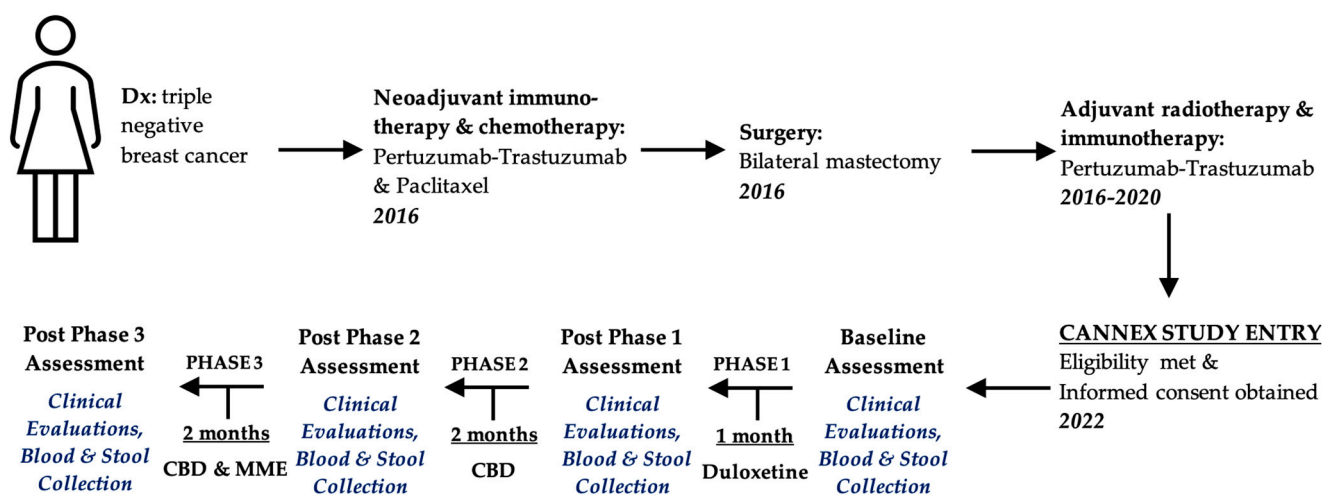 Dx: triple
negative
breast cancer
Neoadjuvant immuno-
therapy & chemotherapy:
Pertuzumab-Trastuzumab
& Paclitaxel
2016
Surgery:
Bilateral mastectomy
2016
Adjuvant radiotherapy &
immunotherapy:
Pertuzumab-Trastuzumab
2016-2020
CANNEX STUDY ENTRY
Eligibility met &
Informed consent obtained
2022
Baseline
Assessment
Clinical
Evaluations,
Blood & Stool
Collection
PHASE 1
1 month
Duloxetine
Post Phase 1
Assessment
Clinical
Evaluations,
Blood & Stool
Collection
PHASE 2
2 months
CBD
Post Phase 2
Assessment
Clinical
Evaluations,
Blood & Stool
Collection
PHASE 3
2 months
CBD & MME
Post Phase 3
Assessment
Clinical
Evaluations,
Blood & Stool
Collection